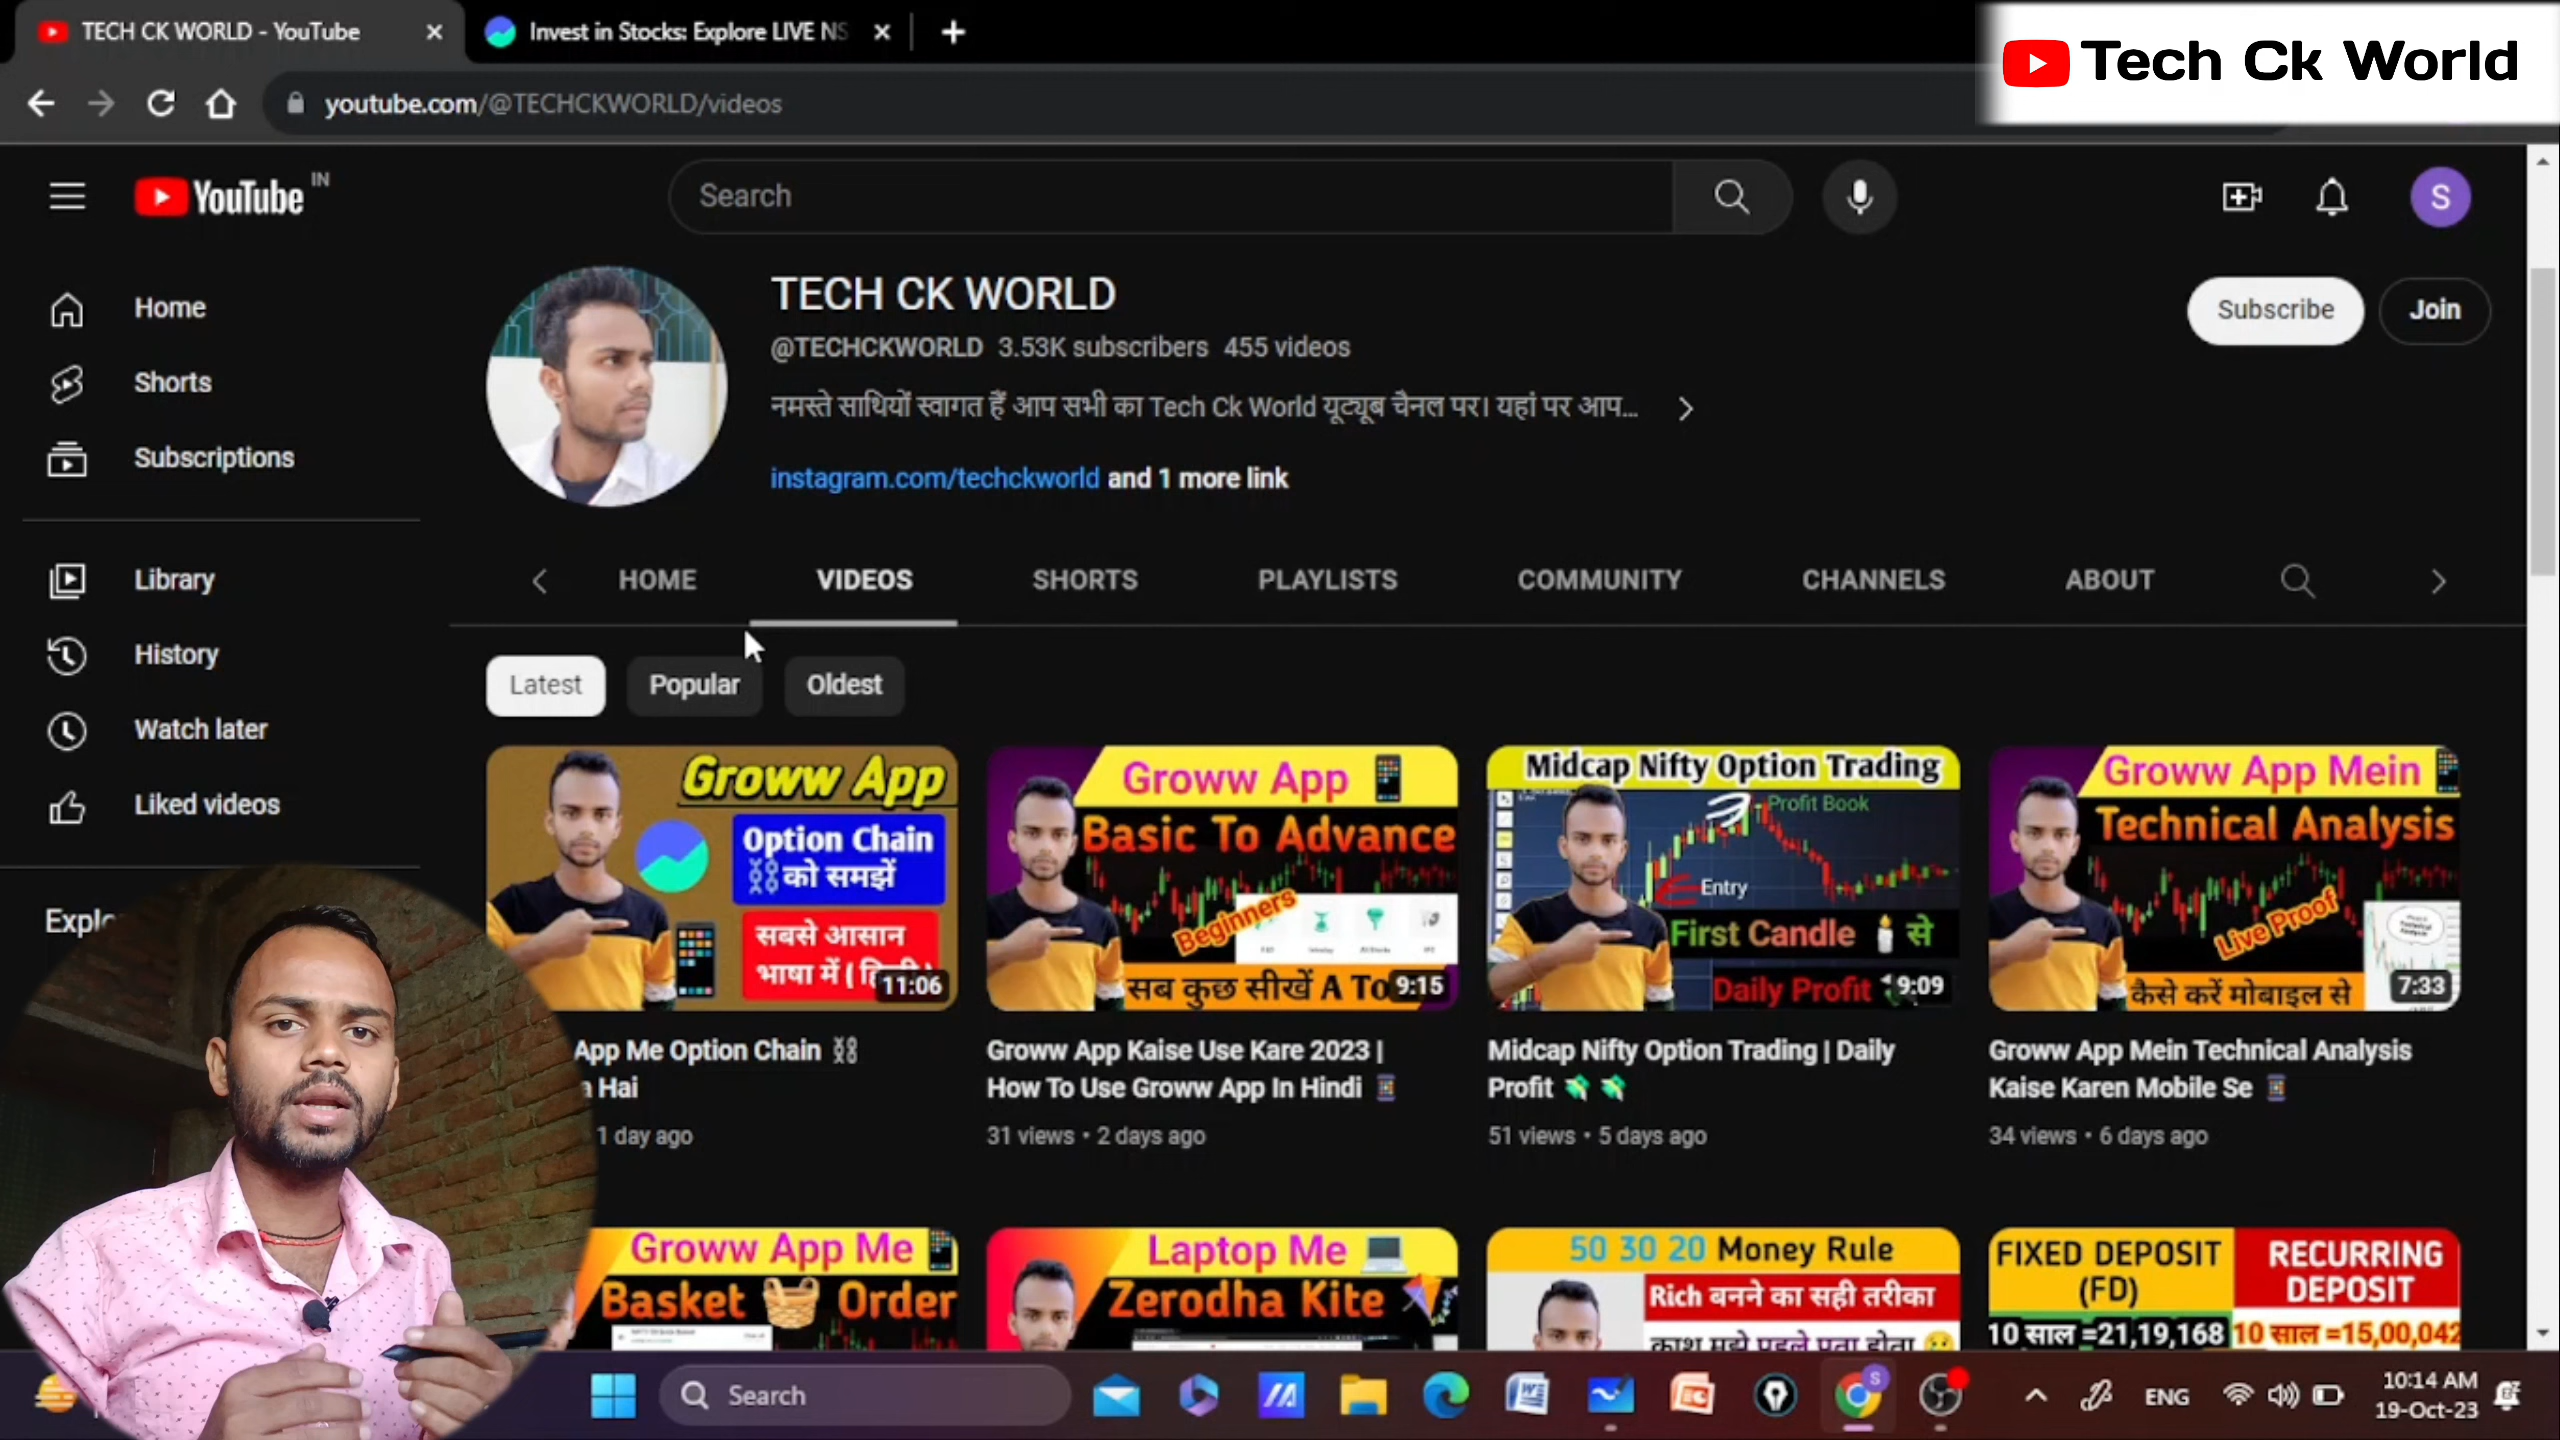 TECH CK WORLD - YouTube
Invest in Stocks: Explore LIVE NS
Tech Ck World
youtube.com/@TECHCKWORLD/videos
YouTube IN
Search
S
Home
Shorts
Subscriptions
Library
History
Watch later
Liked videos
Explo
TECH CK WORLD
@TECHCKWORLD 3.53K subscribers 455 videos
नमस्ते साथियों स्वागत हैं आप सभी का Tech Ck World यूट्यूब चैनल पर। यहां पर आप...
instagram.com/techckworld and 1 more link
Subscribe
Join
HOME
VIDEOS
SHORTS
PLAYLISTS
COMMUNITY
CHANNELS
ABOUT
Latest
Popular
Oldest
Groww App
Option Chain
को समझें
सबसे आसान
भाषा में
11:06
App Me Option Chain
Hai
1 day ago
Groww App
Basic To Advance
Beginners
सब कुछ सीखें A To
9:15
Groww App Kaise Use Kare 2023 |
How To Use Groww App In Hindi
31 views • 2 days ago
Midcap Nifty Option Trading
Profit Book
Entry
First Candle से
Daily Profit
9:09
Midcap Nifty Option Trading | Daily
Profit
51 views • 5 days ago
Groww App Mein
Technical Analysis
Live Proof
कैसे करें मोबाइल से
7:33
Groww App Mein Technical Analysis
Kaise Karen Mobile Se
34 views • 6 days ago
Groww App Me
Basket Order
Laptop Me
Zerodha Kite
50 30 20 Money Rule
Rich बनने का सही तरीका
काश मुझे पहले पता होता
FIXED DEPOSIT
(FD)
10 साल =21,19,168
RECURRING
DEPOSIT
10 साल =15,00,042
Search
ENG
10:14 AM
19-Oct-23